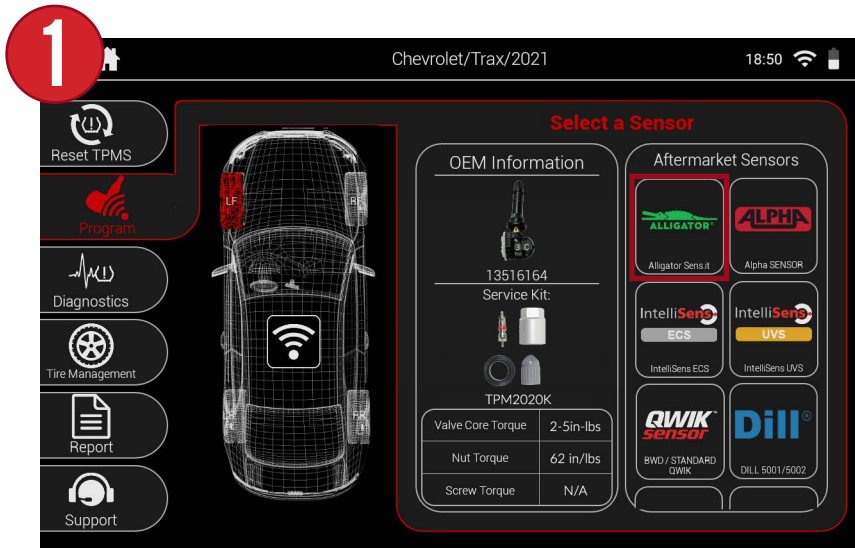 1
Chevrolet/Trax/2021
18:50
Reset TPMS
Program
Diagnostics
Tire Management
Report
Support
LF
Select a Sensor
OEM Information
13516164
Service Kit:
TPM2020K
Valve Core Torque 2-5in-lbs
Nut Torque 62 in/lbs
Screw Torque N/A
Aftermarket Sensors
ALLIGATOR®
Alligator Sens.it
ALPHA
Alpha SENSOR
IntelliSens
ECS
IntelliSens ECS
IntelliSens
UVS
IntelliSens UVS
QWIK™
sensor
BWD / STANDARD
QWIK
Dill®
DILL 5001/5002